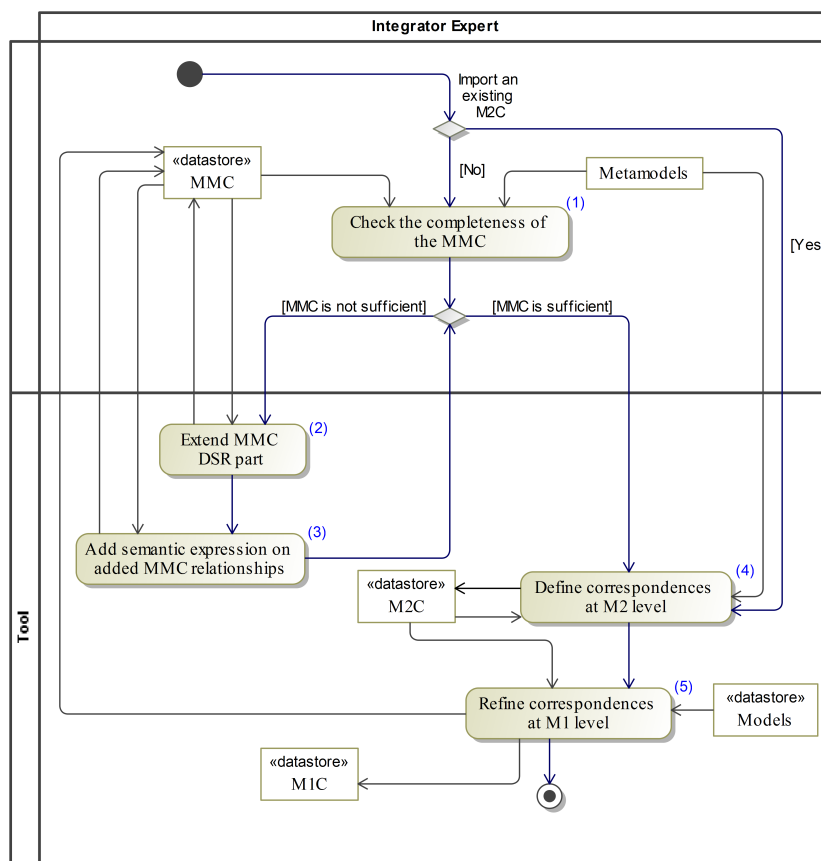 Integrator Expert
Import an
existing
M2C
«datastore»
MMC
[No]
Metamodels
(1)
Check the completeness of
the MMC
[Yes
[MMC is not sufficient]
[MMC is sufficient]
(2)
Extend MMC
DSR part
(3)
Add semantic expression on
added MMC relationships
«datastore»
M2C
(4)
Define correspondences
at M2 level
Tool
(5)
Refine correspondences
at M1 level
«datastore»
Models
«datastore»
M1C